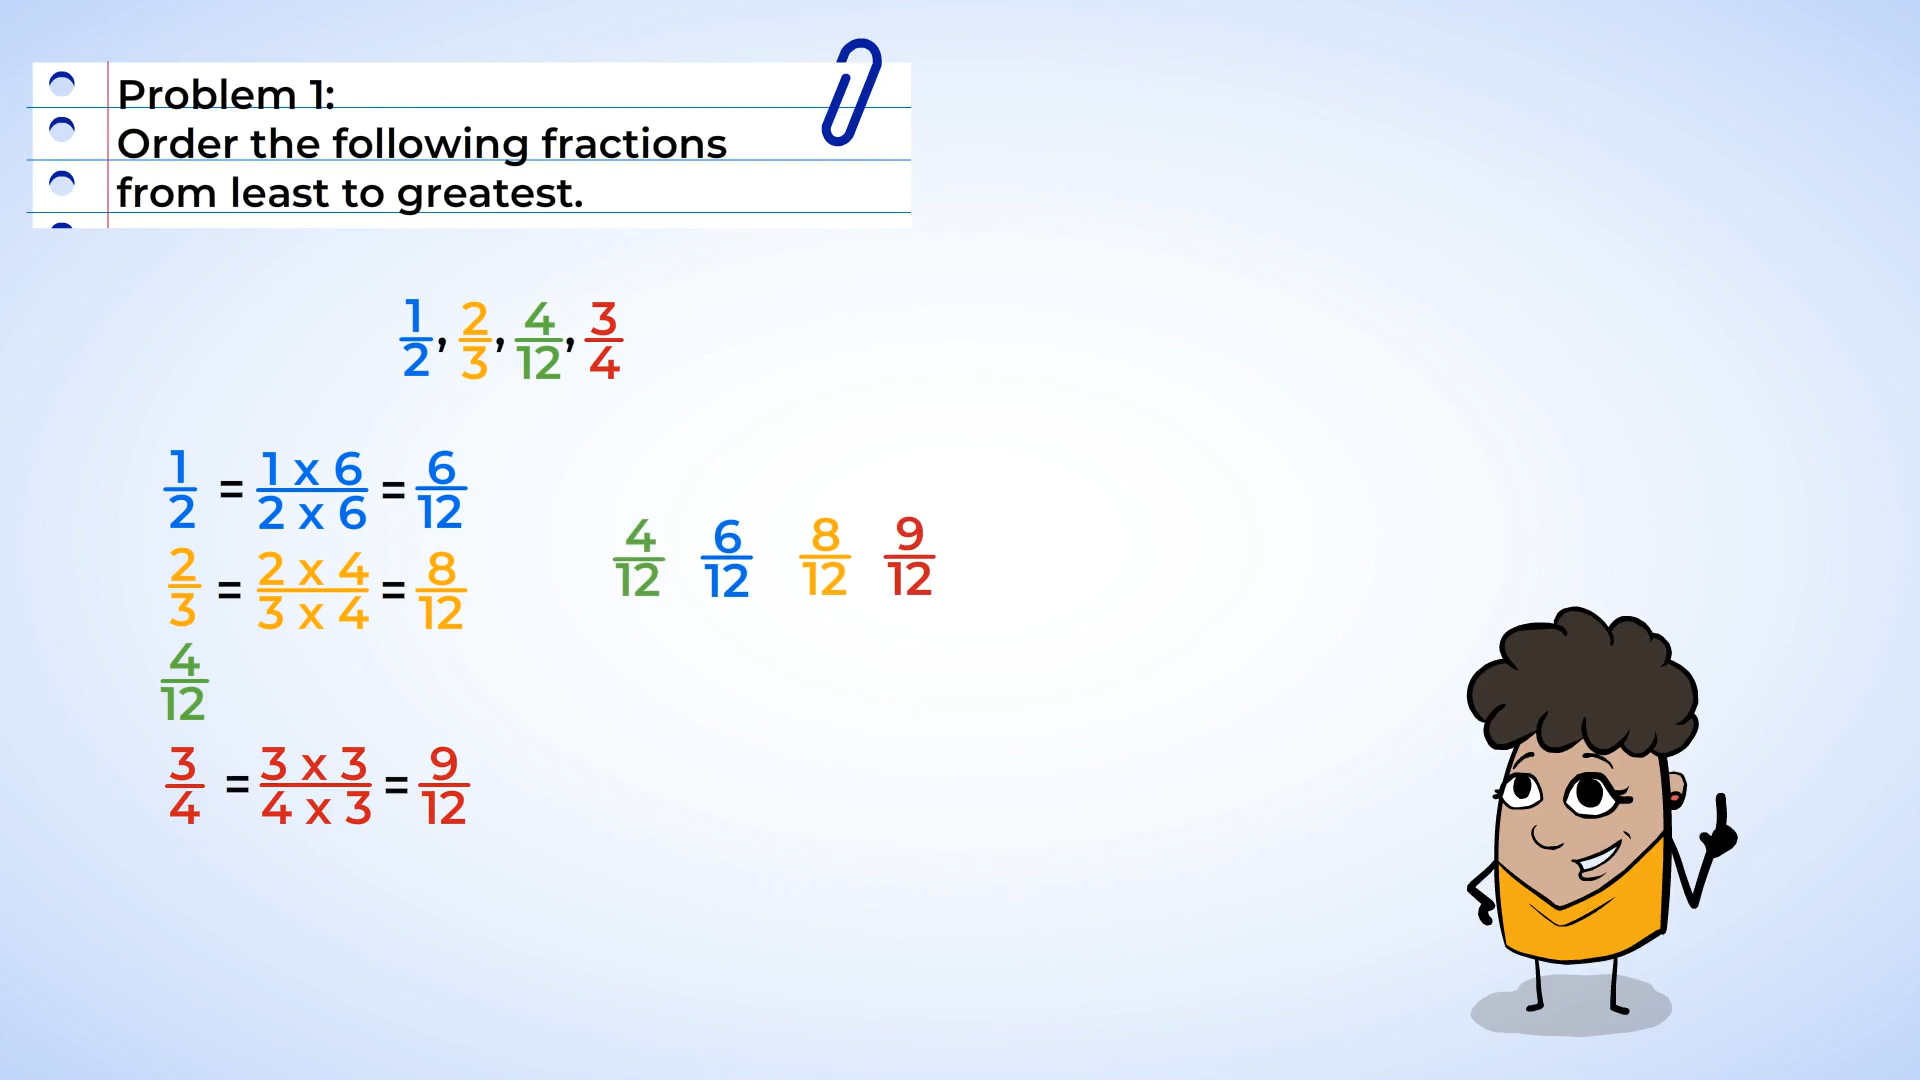 Problem 1:
Order the following fractions
from least to greatest.
1/2, 2/3, 4/12, 3/4
1/2 = 1 x 6/2 x 6 = 6/12
2/3 = 2 x 4/3 x 4 = 8/12
4/12
3/4 = 3 x 3/4 x 3 = 9/12
4/12 6/12 8/12 9/12